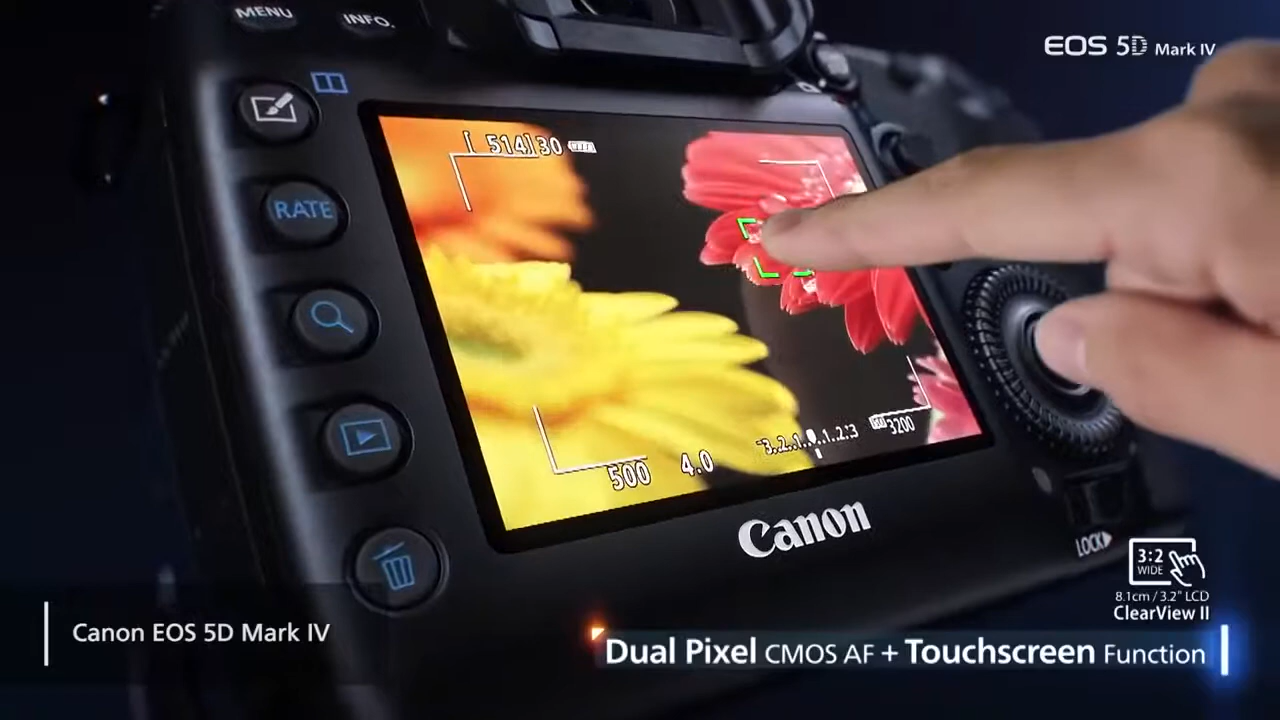 MENU
INFO.
EOS 5D Mark IV
[ 514] 30
RATE
-3..2..1..▮..1..2..:3
3200
500 4.0
Canon
LOCK▶
3:2
WIDE
8.1cm / 3.2" LCD
ClearView II
Canon EOS 5D Mark IV
Dual Pixel CMOS AF + Touchscreen Function